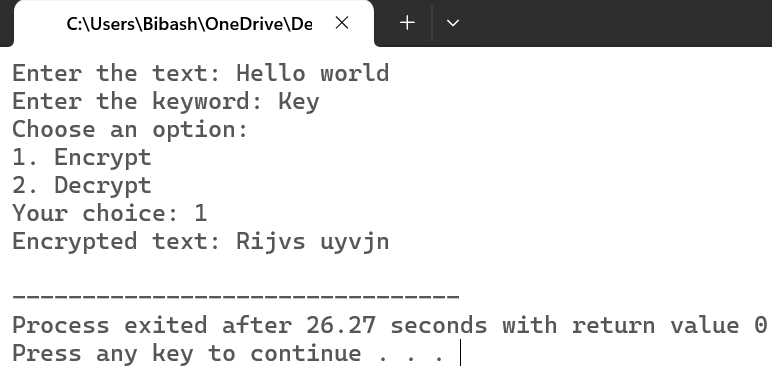 C:\Users\Bibash\OneDrive\De
Enter the text: Hello world
Enter the keyword: Key
Choose an option:
1. Encrypt
2. Decrypt
Your choice: 1
Encrypted text: Rijvs uyvjn
--------------------------------
Process exited after 26.27 seconds with return value 0
Press any key to continue . . .